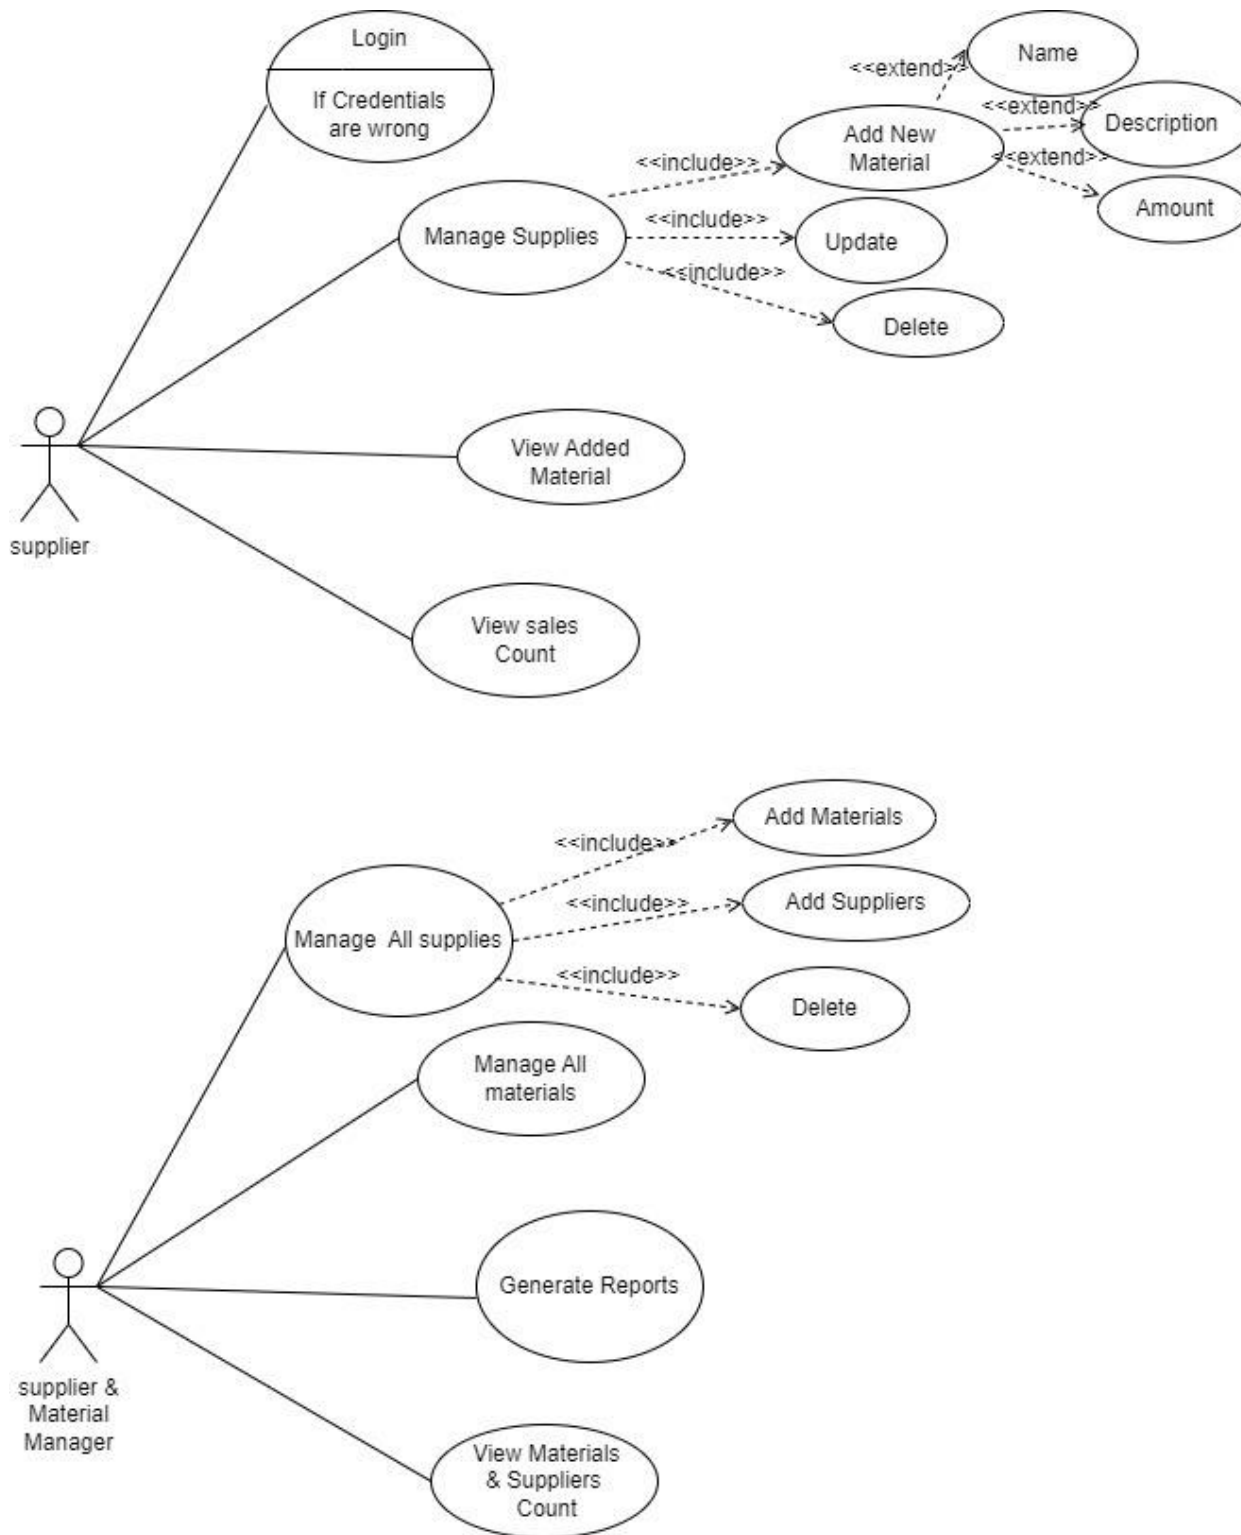 Login
If Credentials
are wrong
<<extend>>
Name
<<extend>>
Description
Add New
Material
<<include>>
<<extend>>
Amount
Manage Supplies
<<include>>
Update
<<include>>
Delete
View Added
Material
supplier
View sales
Count
Add Materials
<<include>>
<<include>>
Add Suppliers
Manage  All supplies
<<include>>
Delete
Manage All
materials
Generate Reports
supplier &
Material
Manager
View Materials
& Suppliers
Count